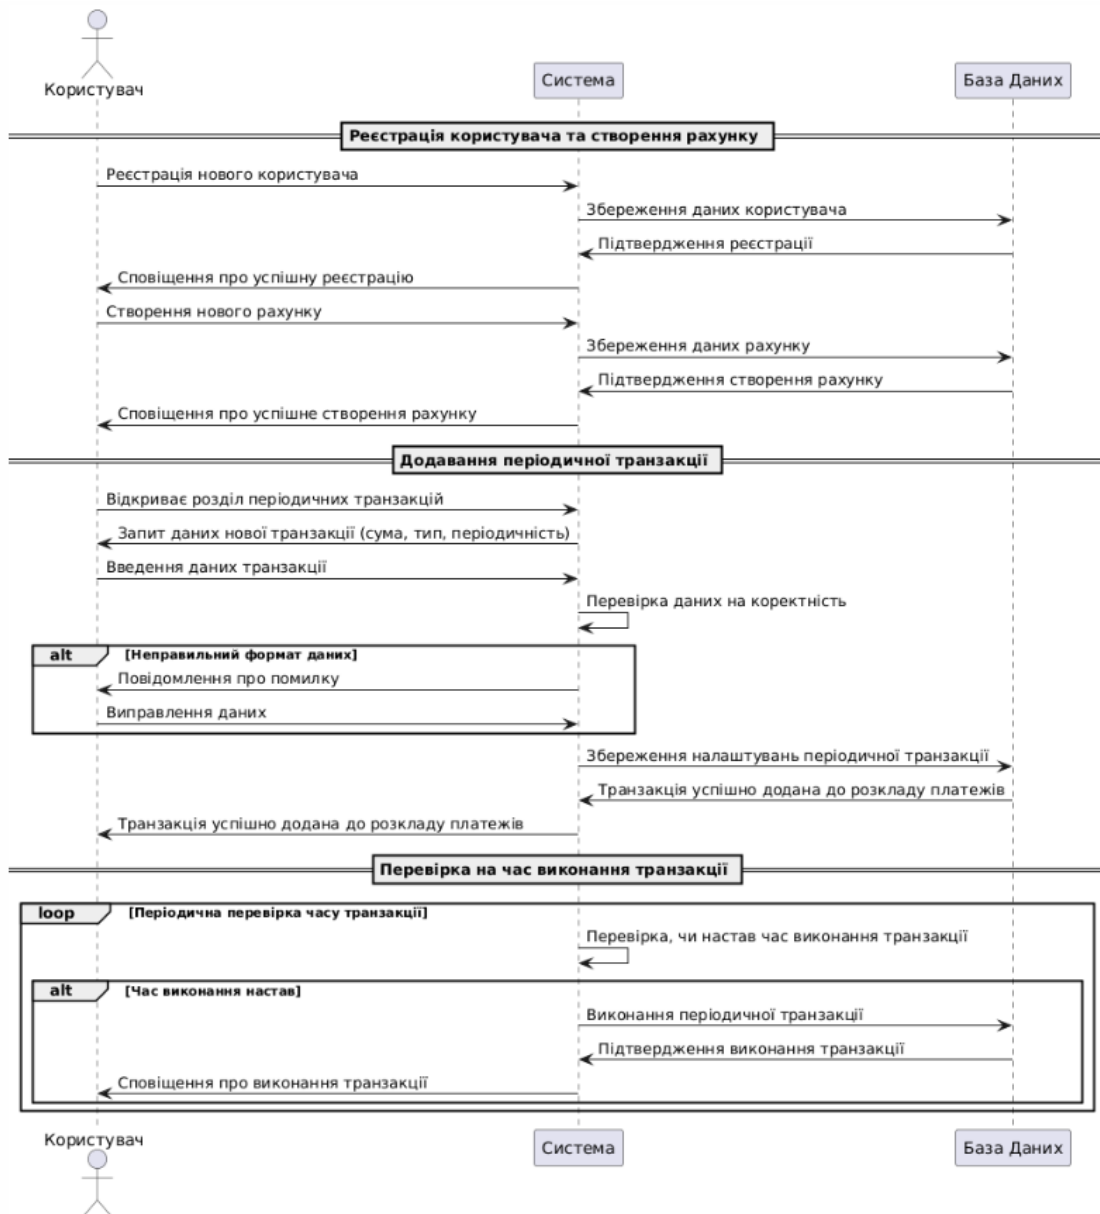 Користувач
Система
База Даних
Реєстрація користувача та створення рахунку
Реєстрація нового користувача
Збереження даних користувача
Підтвердження реєстрації
Сповіщення про успішну реєстрацію
Створення нового рахунку
Збереження даних рахунку
Підтвердження створення рахунку
Сповіщення про успішне створення рахунку
Додавання періодичної транзакції
Відкриває розділ періодичних транзакцій
Запит даних нової транзакції (сума, тип, періодичність)
Введення даних транзакції
Перевірка даних на коректність
alt [Неправильний формат даних]
Повідомлення про помилку
Виправлення даних
Збереження налаштувань періодичної транзакції
Транзакція успішно додана до розкладу платежів
Транзакція успішно додана до розкладу платежів
Перевірка на час виконання транзакції
loop [Періодична перевірка часу транзакції]
Перевірка, чи настав час виконання транзакції
alt [Час виконання настав]
Виконання періодичної транзакції
Підтвердження виконання транзакції
Сповіщення про виконання транзакції
Користувач
Система
База Даних